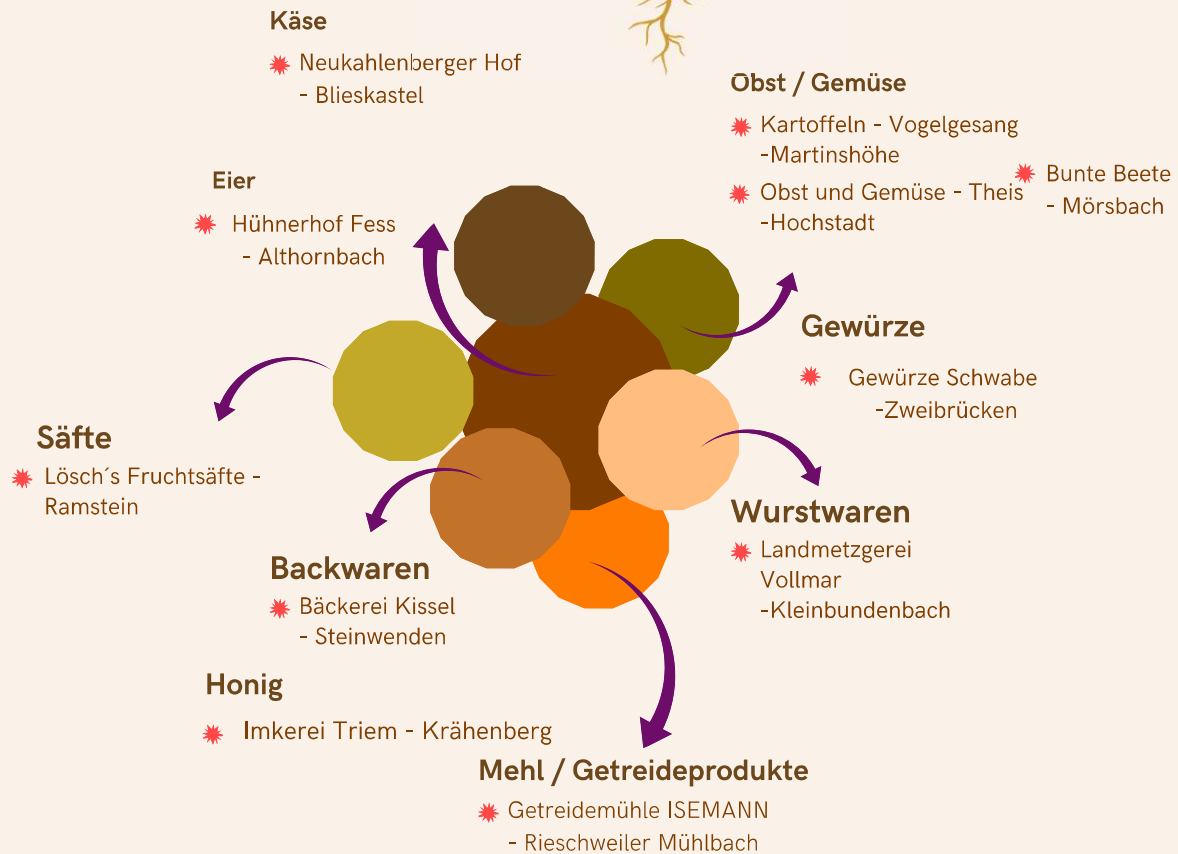 Käse
Neukahlenberger Hof
- Blieskastel
Obst / Gemüse
Kartoffeln - Vogelgesang
-Martinshöhe
Obst und Gemüse - Theis
-Hochstadt
Bunte Beete
- Mörsbach
Eier
Hühnerhof Fess
- Althornbach
Gewürze
Gewürze Schwabe
-Zweibrücken
Säfte
Lösch´s Fruchtsäfte -
Ramstein
Wurstwaren
Landmetzgerei
Vollmar
-Kleinbundenbach
Backwaren
Bäckerei Kissel
- Steinwenden
Honig
Imkerei Triem - Krähenberg
Mehl / Getreideprodukte
Getreidemühle ISEMANN
- Rieschweiler Mühlbach